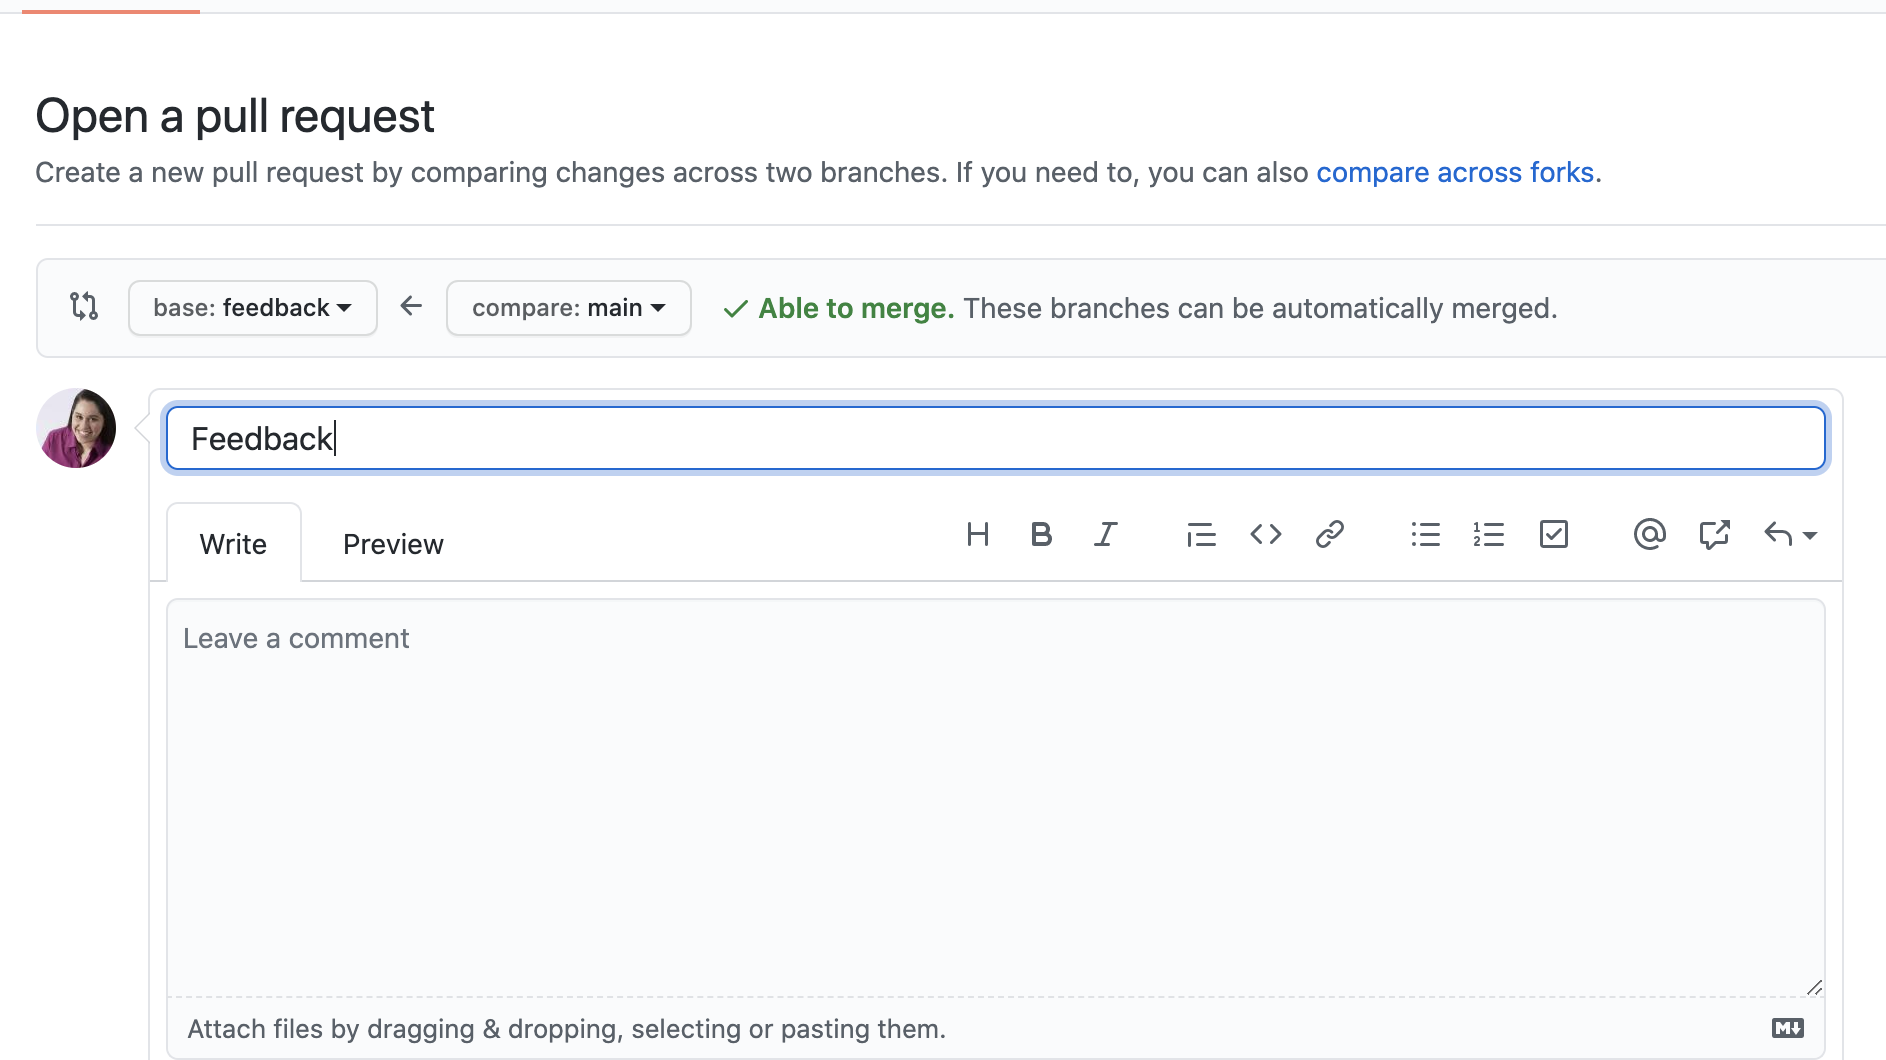 Open a pull request
Create a new pull request by comparing changes across two branches. If you need to, you can also compare across forks.
base: feedback
compare: main
Able to merge. These branches can be automatically merged.
Feedback
Write
Preview
Leave a comment
Attach files by dragging & dropping, selecting or pasting them.